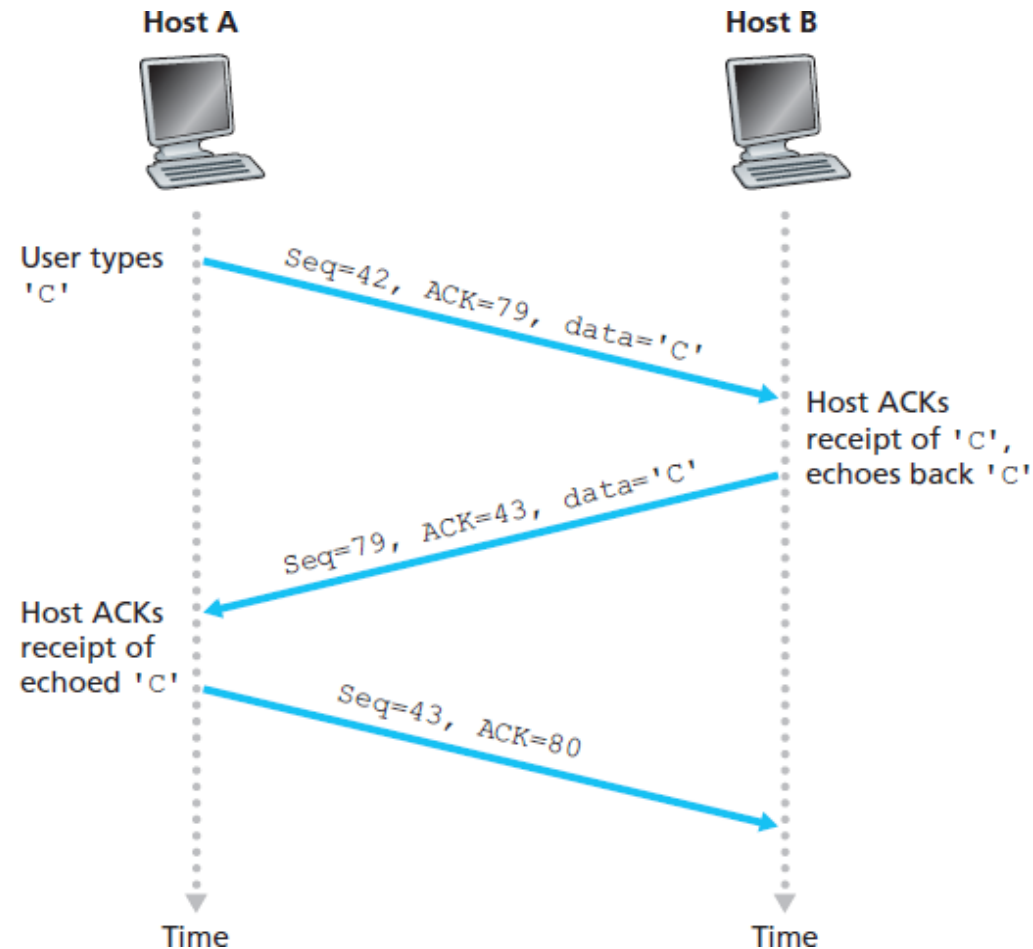 Host A
Host B
User types
'C'
Seq=42, ACK=79, data='C'
Host ACKs
receipt of 'C',
echoes back 'C'
Seq=79, ACK=43, data='C'
Host ACKs
receipt of
echoed 'C'
Seq=43, ACK=80
Time
Time